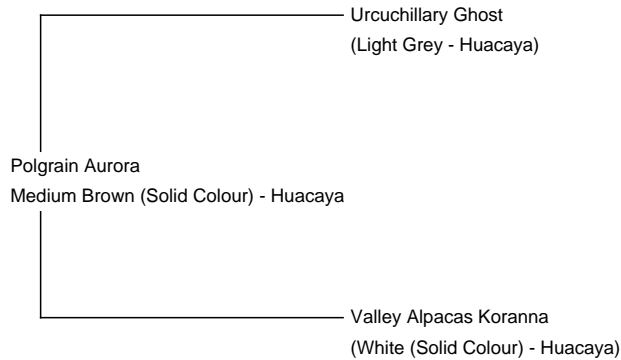 Urcuchillary Ghost
(Light Grey - Huacaya)
Polgrain Aurora
Medium Brown (Solid Colour) - Huacaya
Valley Alpacas Koranna
(White (Solid Colour) - Huacaya)